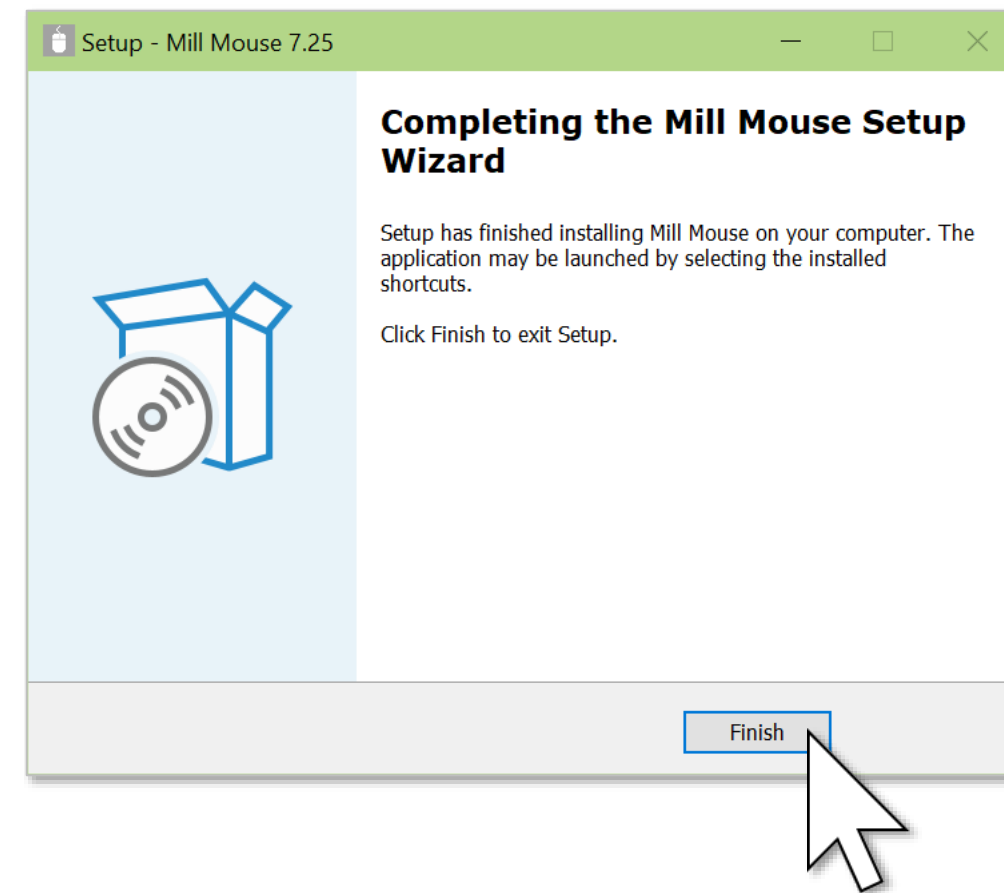 Setup - Mill Mouse 7.25
Completing the Mill Mouse Setup
Wizard
Setup has finished installing Mill Mouse on your computer. The
application may be launched by selecting the installed
shortcuts.
Click Finish to exit Setup.
Finish